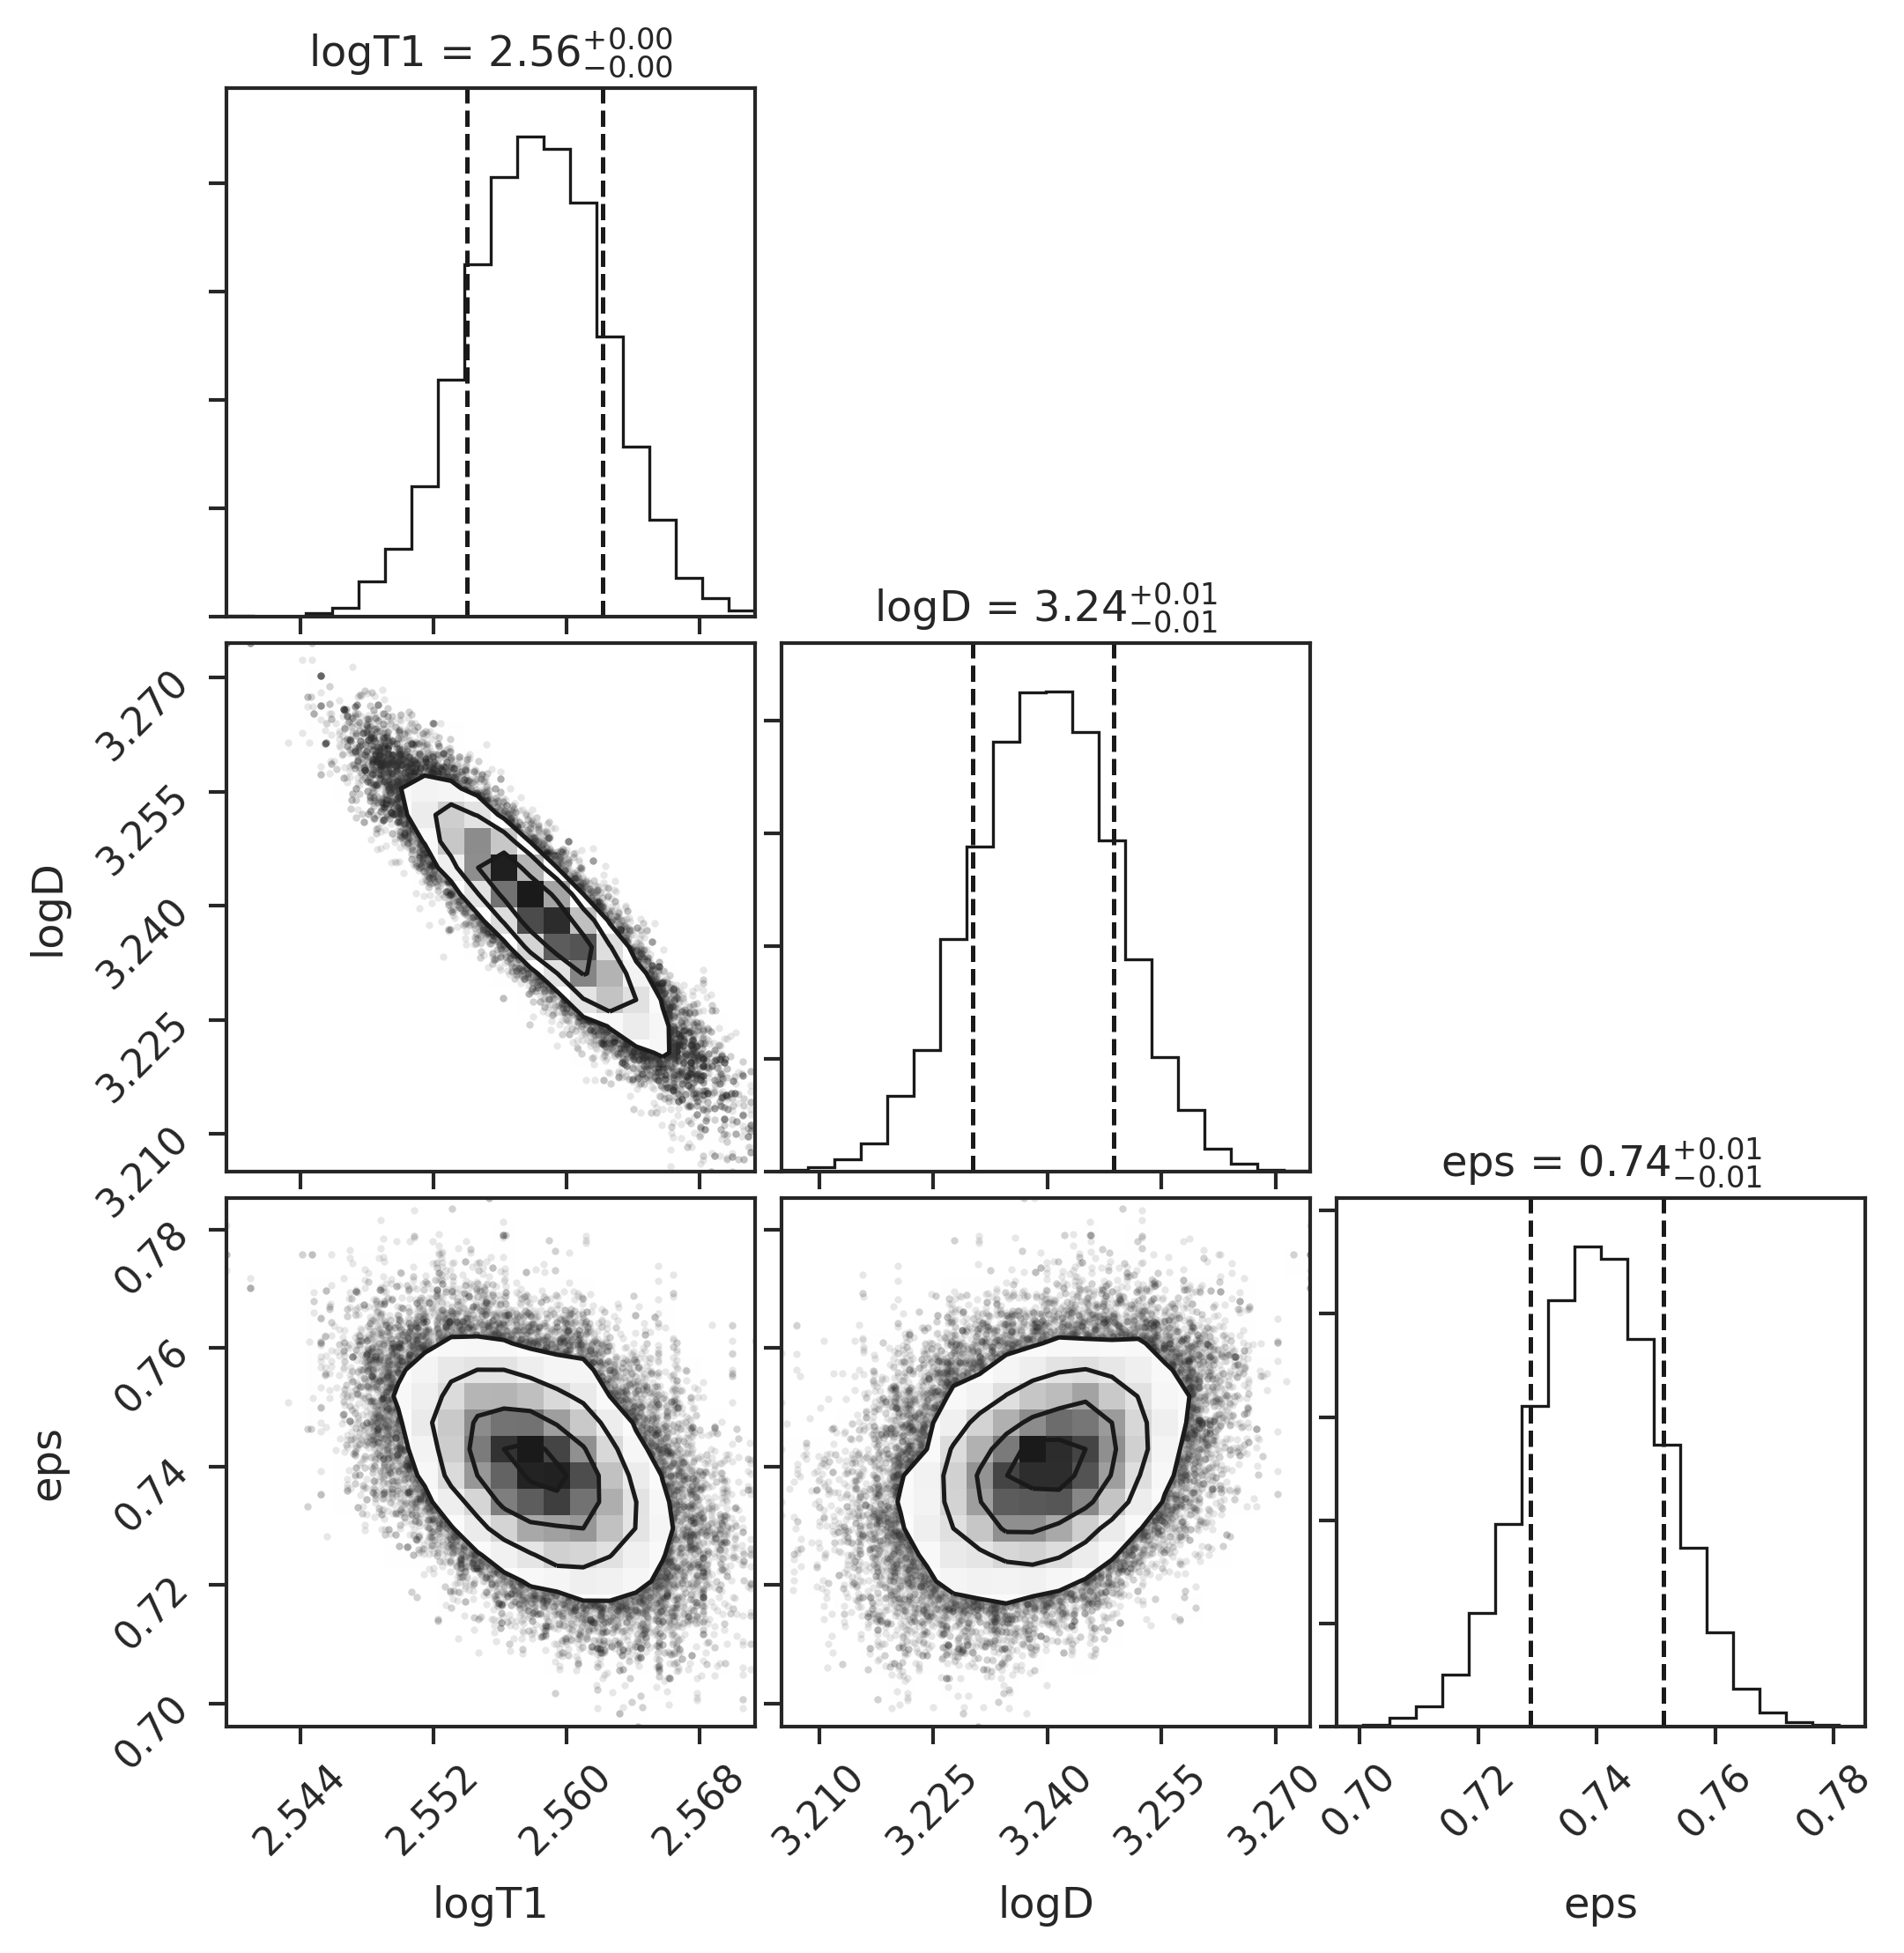 logT1 = 2.56+0.00−0.00
logD = 3.24+0.01−0.01
eps = 0.74+0.01−0.01
logD
3.270
3.255
3.240
3.225
3.210
eps
0.78
0.76
0.74
0.72
0.70
2.544 2.552 2.560 2.568
3.210 3.225 3.240 3.255 3.270
0.70 0.72 0.74 0.76 0.78
logT1
logD
eps